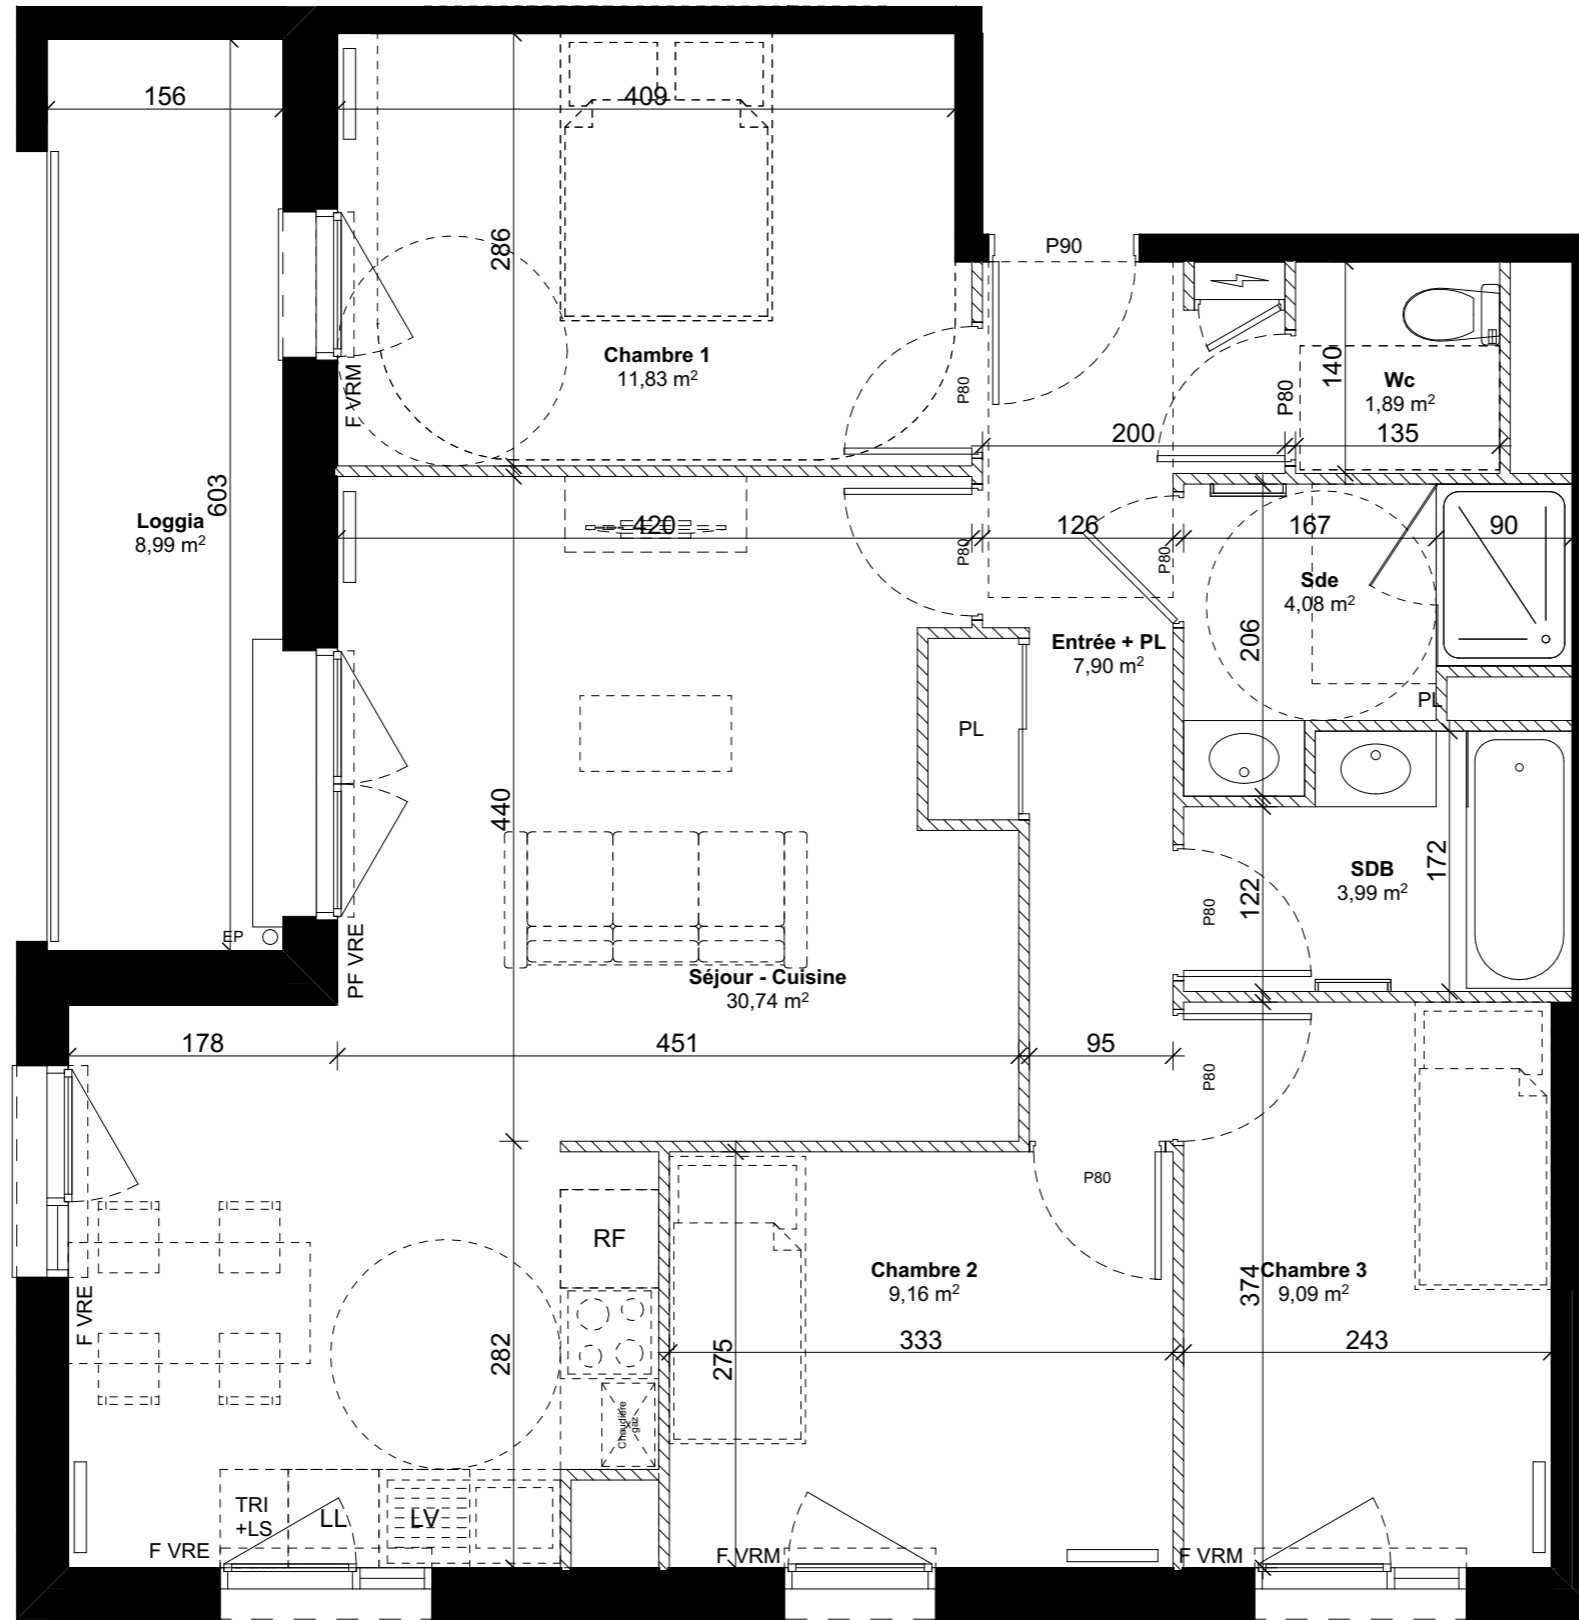 156
409
P90
286
Chambre 1
11,83 m²
P80
F VRM
140
Wc
1,89 m²
P80
200
135
603
Loggia
8,99 m²
420
P80
126
P80
167
90
Sde
4,08 m²
206
Entrée + PL
7,90 m²
PL
PL
440
SDB
3,99 m²
172
122
P80
EP
PF VRE
Séjour - Cuisine
30,74 m²
178
451
95
P80
P80
RF
Chambre 2
9,16 m²
Chambre 3
9,09 m²
374
F VRE
282
275
333
243
Chaudière
gaz
TRI
+LS
LL
LV
F VRE
F VRM
F VRM